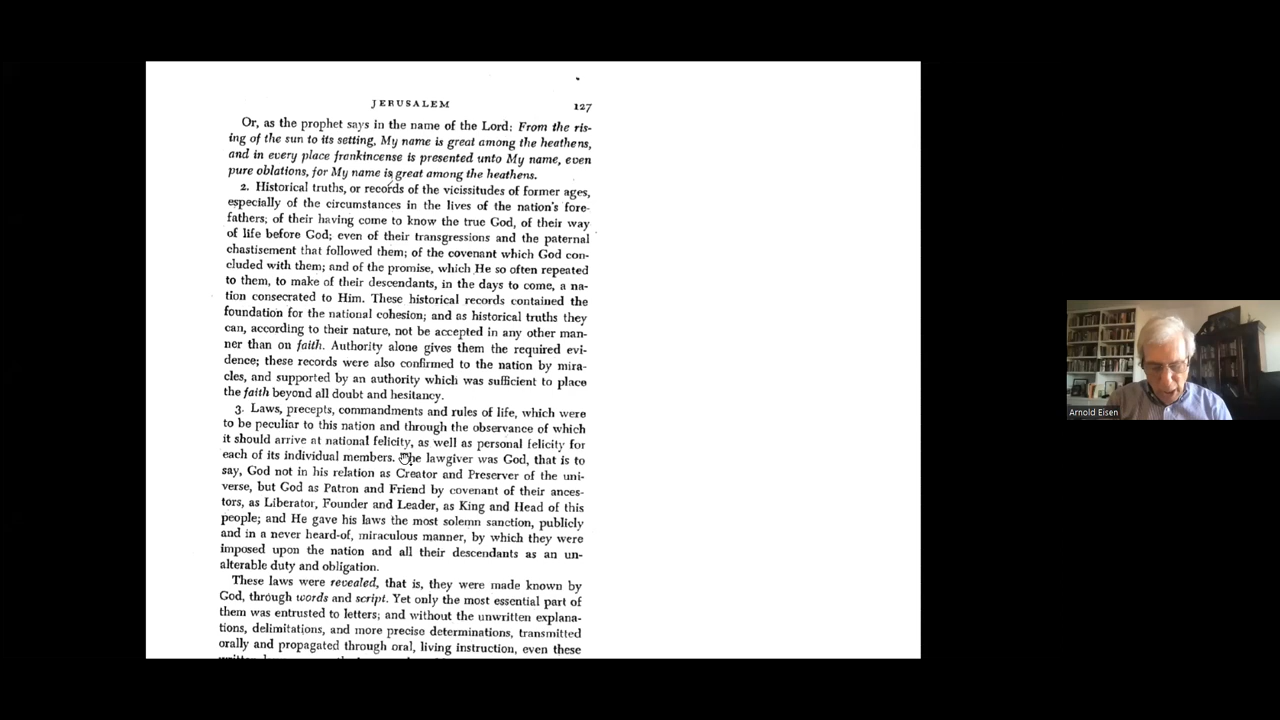 JERUSALEM 127
Or, as the prophet says in the name of the Lord: From the ris-
ing of the sun to its setting, My name is great among the heathens,
and in every place frankincense is presented unto My name, even
pure oblations, for My name is great among the heathens.
2. Historical truths, or records of the vicissitudes of former ages,
especially of the circumstances in the lives of the nation's fore-
fathers; of their having come to know the true God, of their way
of life before God; even of their transgressions and the paternal
chastisement that followed them; of the covenant which God con-
cluded with them; and of the promise, which He so often repeated
to them, to make of their descendants, in the days to come, a na-
tion consecrated to Him. These historical records contained the
foundation for the national cohesion; and as historical truths they
can, according to their nature, not be accepted in any other man-
ner than on faith. Authority alone gives them the required evi-
dence; these records were also confirmed to the nation by mira-
cles, and supported by an authority which was sufficient to place
the faith beyond all doubt and hesitancy.
3. Laws, precepts, commandments and rules of life, which were
to be peculiar to this nation and through the observance of which
it should arrive at national felicity, as well as personal felicity for
each of its individual members. The lawgiver was God, that is to
say, God not in his relation as Creator and Preserver of the uni-
verse, but God as Patron and Friend by covenant of their ances-
tors, as Liberator, Founder and Leader, as King and Head of this
people; and He gave his laws the most solemn sanction, publicly
and in a never heard-of, miraculous manner, by which they were
imposed upon the nation and all their descendants as an un-
alterable duty and obligation.
These laws were revealed, that is, they were made known by
God, through words and script. Yet only the most essential part of
them was entrusted to letters; and without the unwritten explana-
tions, delimitations, and more precise determinations, transmitted
orally and propagated through oral, living instruction, even these
Arnold Eisen